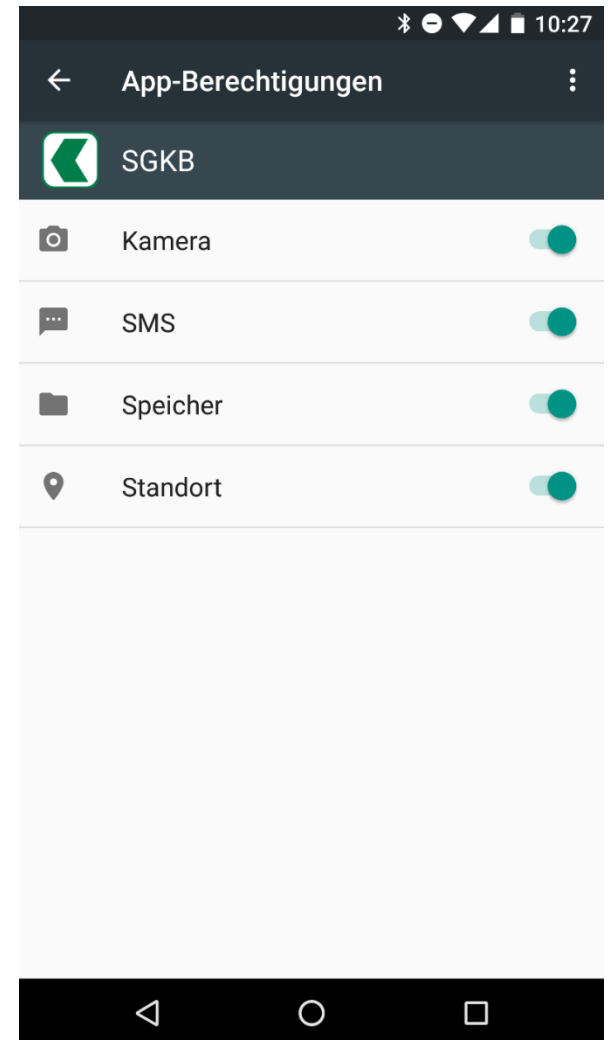 10:27
App-Berechtigungen
SGKB
Kamera
SMS
Speicher
Standort